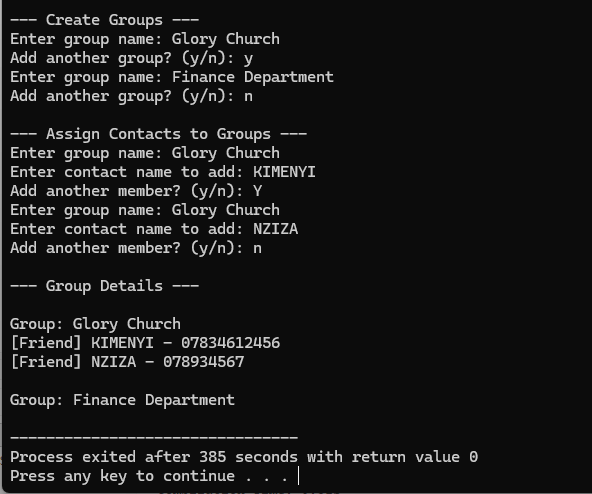 --- Create Groups ---
Enter group name: Glory Church
Add another group? (y/n): y
Enter group name: Finance Department
Add another group? (y/n): n
--- Assign Contacts to Groups ---
Enter group name: Glory Church
Enter contact name to add: KIMENYI
Add another member? (y/n): Y
Enter group name: Glory Church
Enter contact name to add: NZIZA
Add another member? (y/n): n
--- Group Details ---
Group: Glory Church
[Friend] KIMENYI - 07834612456
[Friend] NZIZA - 078934567
Group: Finance Department
--------------------------------
Process exited after 385 seconds with return value 0
Press any key to continue . . .